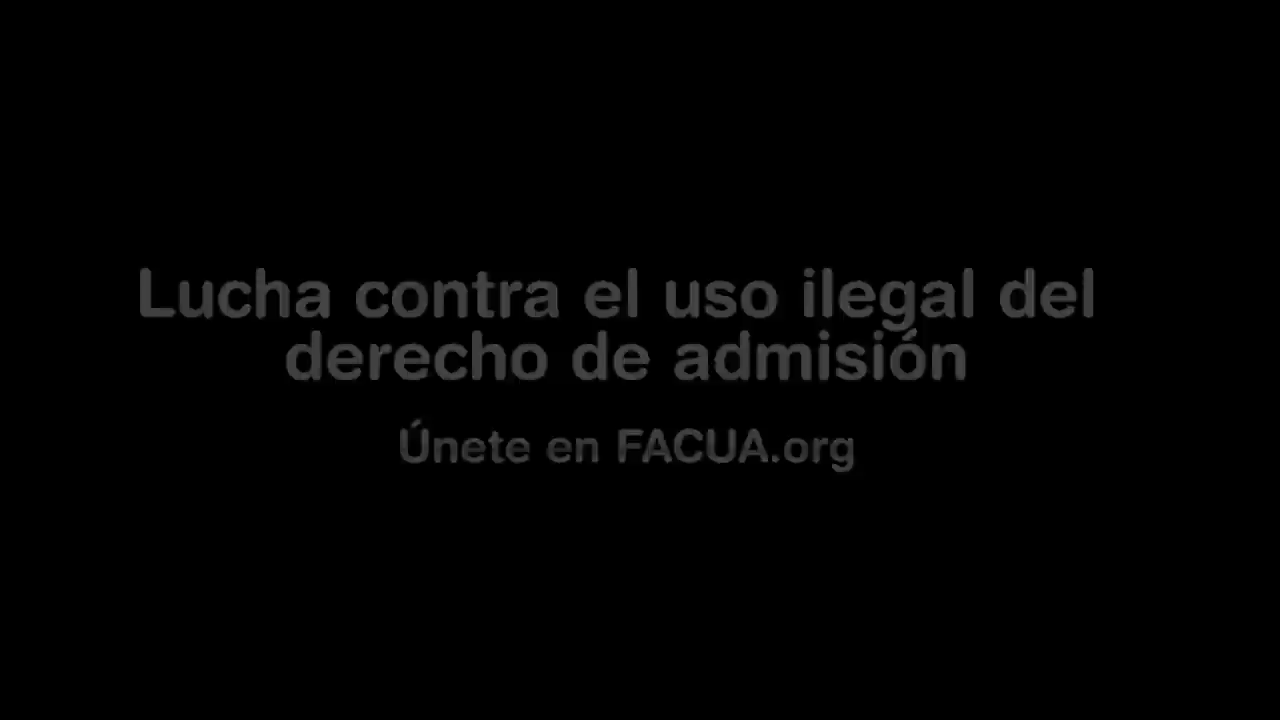 Lucha contra el uso ilegal del
derecho de admisión
Únete en FACUA.org